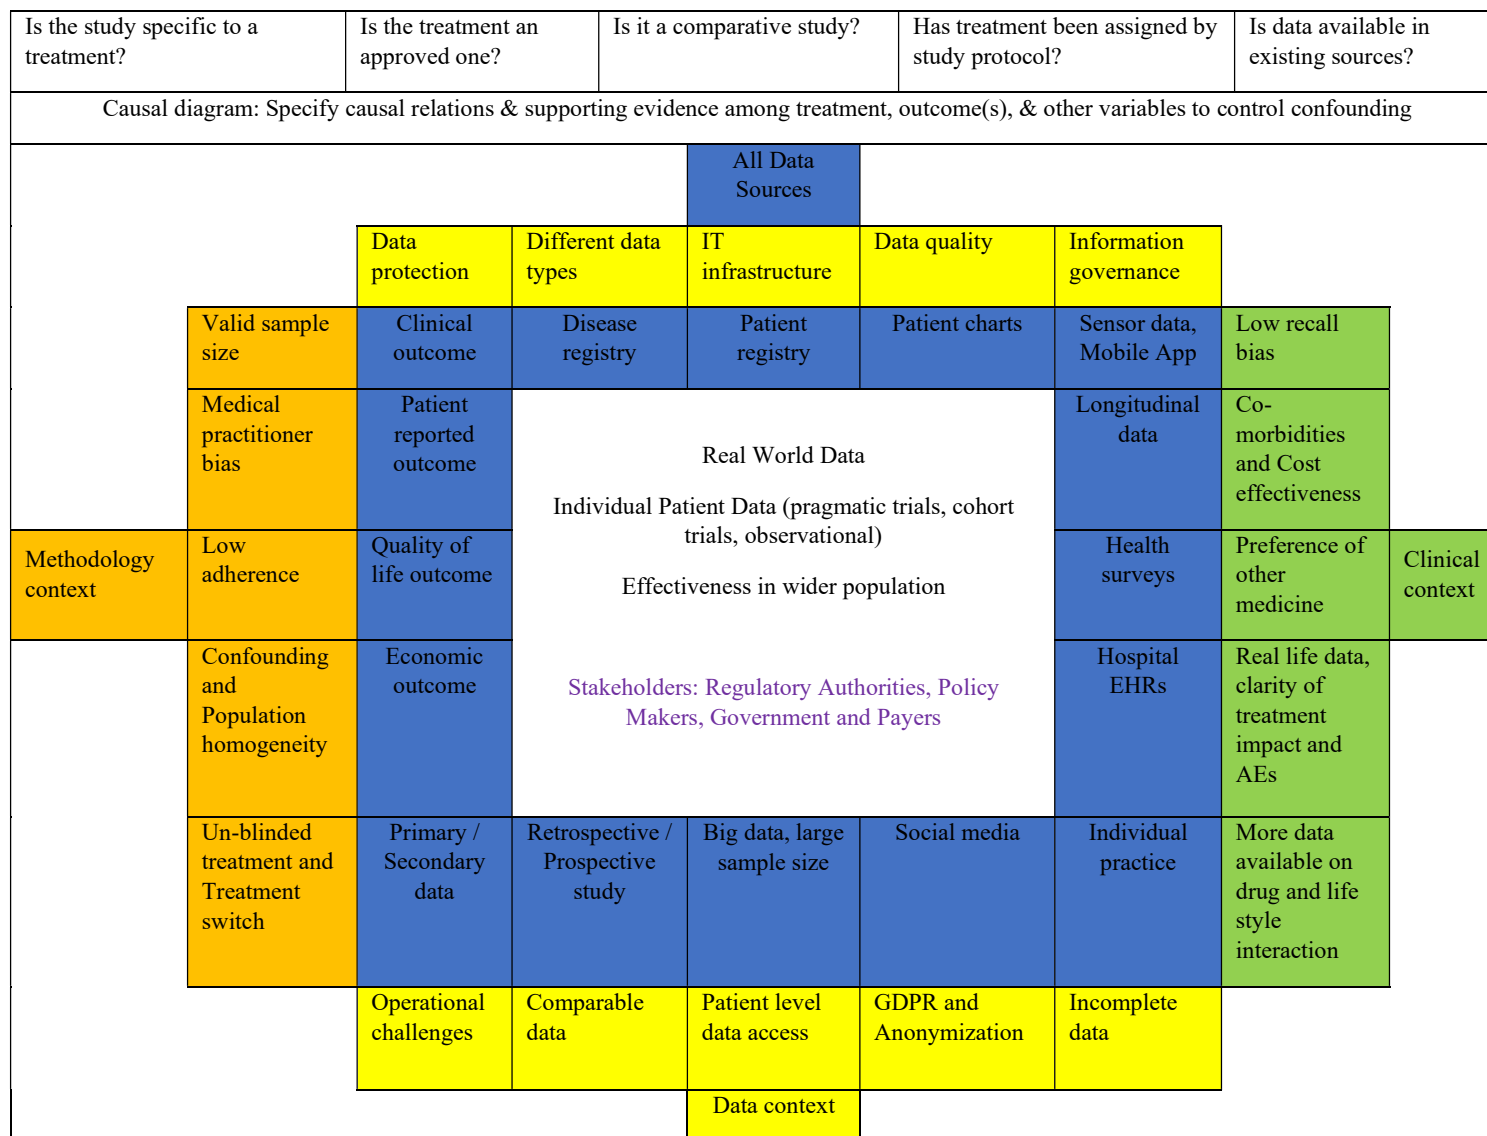 Is the study specific to a
treatment?
Is the treatment an
approved one?
Is it a comparative study?
Has treatment been assigned by
study protocol?
Is data available in
existing sources?
Causal diagram: Specify causal relations & supporting evidence among treatment, outcome(s), & other variables to control confounding
All Data
Sources
Data
protection
Different data
types
IT
infrastructure
Data quality
Information
governance
Valid sample
size
Clinical
outcome
Disease
registry
Patient
registry
Patient charts
Sensor data,
Mobile App
Low recall
bias
Medical
practitioner
bias
Patient
reported
outcome
Real World Data
Individual Patient Data (pragmatic trials, cohort
trials, observational)
Effectiveness in wider population
Stakeholders: Regulatory Authorities, Policy
Makers, Government and Payers
Longitudinal
data
Co-
morbidities
and Cost
effectiveness
Methodology
context
Low
adherence
Quality of
life outcome
Health
surveys
Preference of
other
medicine
Clinical
context
Confounding
and
Population
homogeneity
Economic
outcome
Hospital
EHRs
Real life data,
clarity of
treatment
impact and
AEs
Un-blinded
treatment and
Treatment
switch
Primary /
Secondary
data
Retrospective /
Prospective
study
Big data, large
sample size
Social media
Individual
practice
More data
available on
drug and life
style
interaction
Operational
challenges
Comparable
data
Patient level
data access
GDPR and
Anonymization
Incomplete
data
Data context